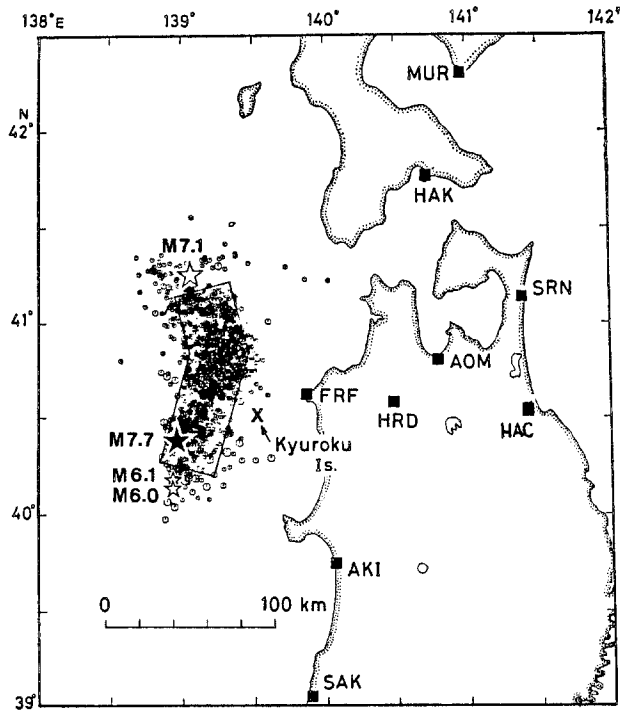 138°E 139° 140° 141° 142°
MUR
N
42°
HAK
M7.1
SRN
41°
AOM
FRF
HRD
HAC
X
Kyuroku
Is.
M7.7
M6.1
M6.0
40°
AKI
0 100 km
SAK
39°